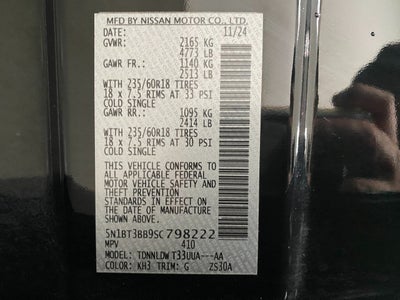 MFD BY NISSAN MOTOR CO., LTD.
DATE: 11/24
GVWR: 2165 KG
4773 LB
GAWR FR.: 1140 KG
2513 LB
WITH 235/60R18 TIRES
18 x 7.5 RIMS AT 33 PSI
COLD SINGLE
GAWR RR.: 1095 KG
2414 LB
WITH 235/60R18 TIRES
18 x 7.5 RIMS AT 30 PSI
COLD SINGLE
THIS VEHICLE CONFORMS TO
ALL APPLICABLE FEDERAL
MOTOR VEHICLE SAFETY AND
THEFT PREVENTION
STANDARDS IN EFFECT ON
THE DATE OF MANUFACTURE
SHOWN ABOVE.
5N1BT3BB9SC798222
MPV 410
MODEL: TDNNLDWT33UUA---AA
COLOR: KH3 TRIM: G ZS30A